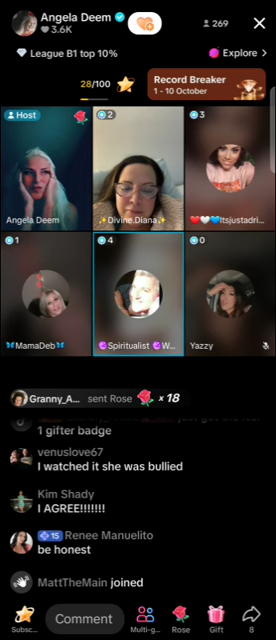 Angela Deem
3.6K
269
League B1 top 10%
Explore >
28/100
Record Breaker
1 - 10 October
Host
2
3
Angela Deem
✨Divine.Diana✨
❤️🤍💙Itsjustadri...
1
4
0
🦋MamaDeb🦋
Spiritualist W...
Yazzy
Granny_A... sent Rose x 18
1 gifter badge
venuslove67
I watched it she was bullied
Kim Shady
I AGREE!!!!!!!
15 Renee Manuelito
be honest
MattTheMain joined
Subsc...
Comment
Multi-g...
Rose
Gift
8